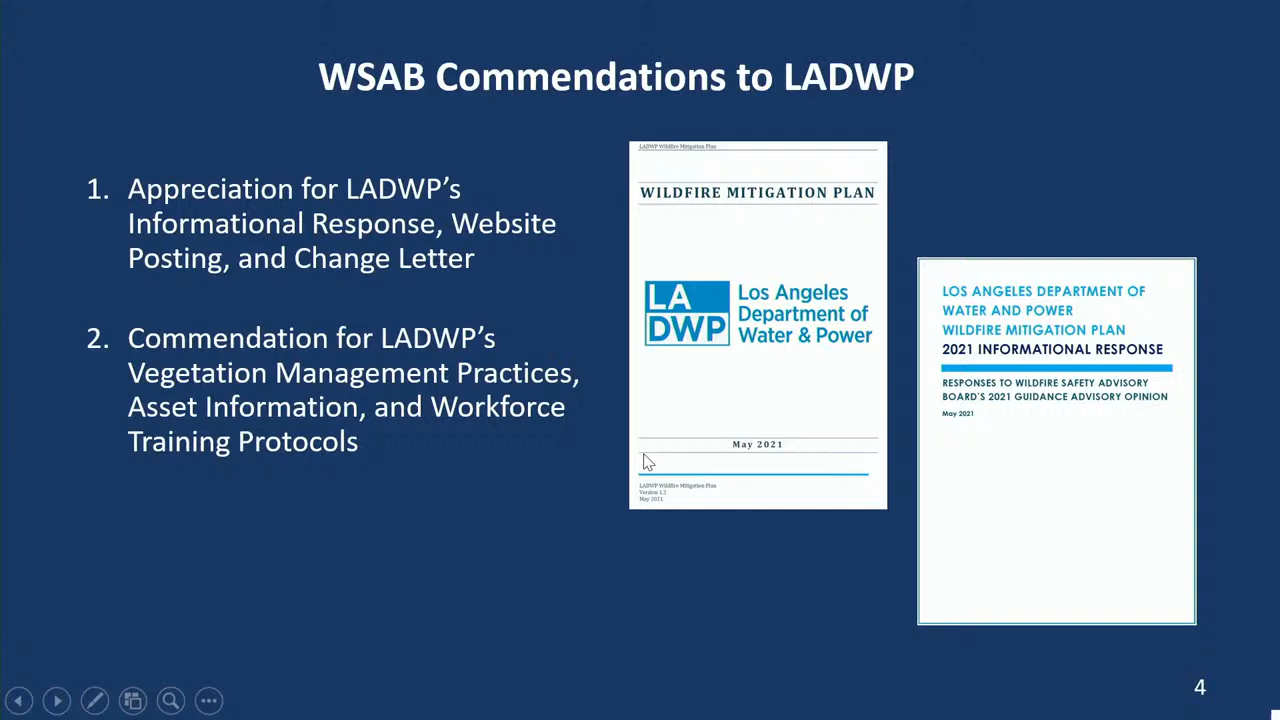 WSAB Commendations to LADWP
1. Appreciation for LADWP's
Informational Response, Website
Posting, and Change Letter
2. Commendation for LADWP's
Vegetation Management Practices,
Asset Information, and Workforce
Training Protocols
LADWP Wildfire Mitigation Plan
WILDFIRE MITIGATION PLAN
LA
DWP
Los Angeles
Department of
Water & Power
May 2021
LADWP Wildfire Mitigation Plan
Version 1.2
May 2021
LOS ANGELES DEPARTMENT OF
WATER AND POWER
WILDFIRE MITIGATION PLAN
2021 INFORMATIONAL RESPONSE
RESPONSES TO WILDFIRE SAFETY ADVISORY
BOARD'S 2021 GUIDANCE ADVISORY OPINION
May 2021
4